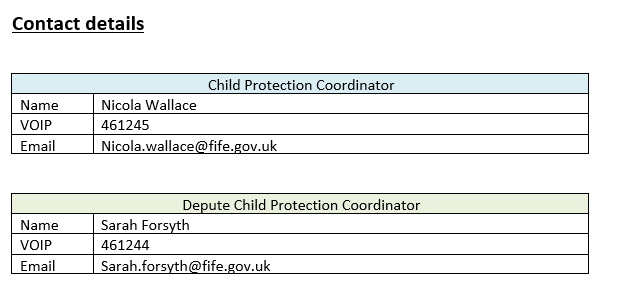 Contact details
Child Protection Coordinator
Name Nicola Wallace
VOIP 461245
Email Nicola.wallace@fife.gov.uk
Depute Child Protection Coordinator
Name Sarah Forsyth
VOIP 461244
Email Sarah.forsyth@fife.gov.uk